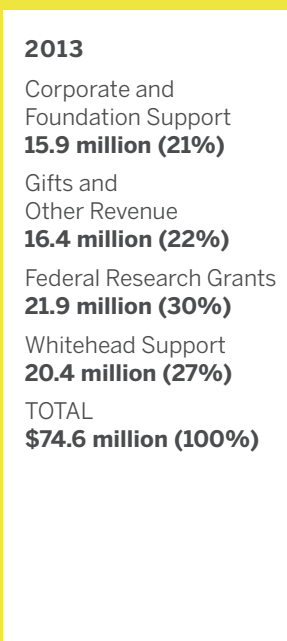 2013
Corporate and
Foundation Support
15.9 million (21%)
Gifts and
Other Revenue
16.4 million (22%)
Federal Research Grants
21.9 million (30%)
Whitehead Support
20.4 million (27%)
TOTAL
$74.6 million (100%)